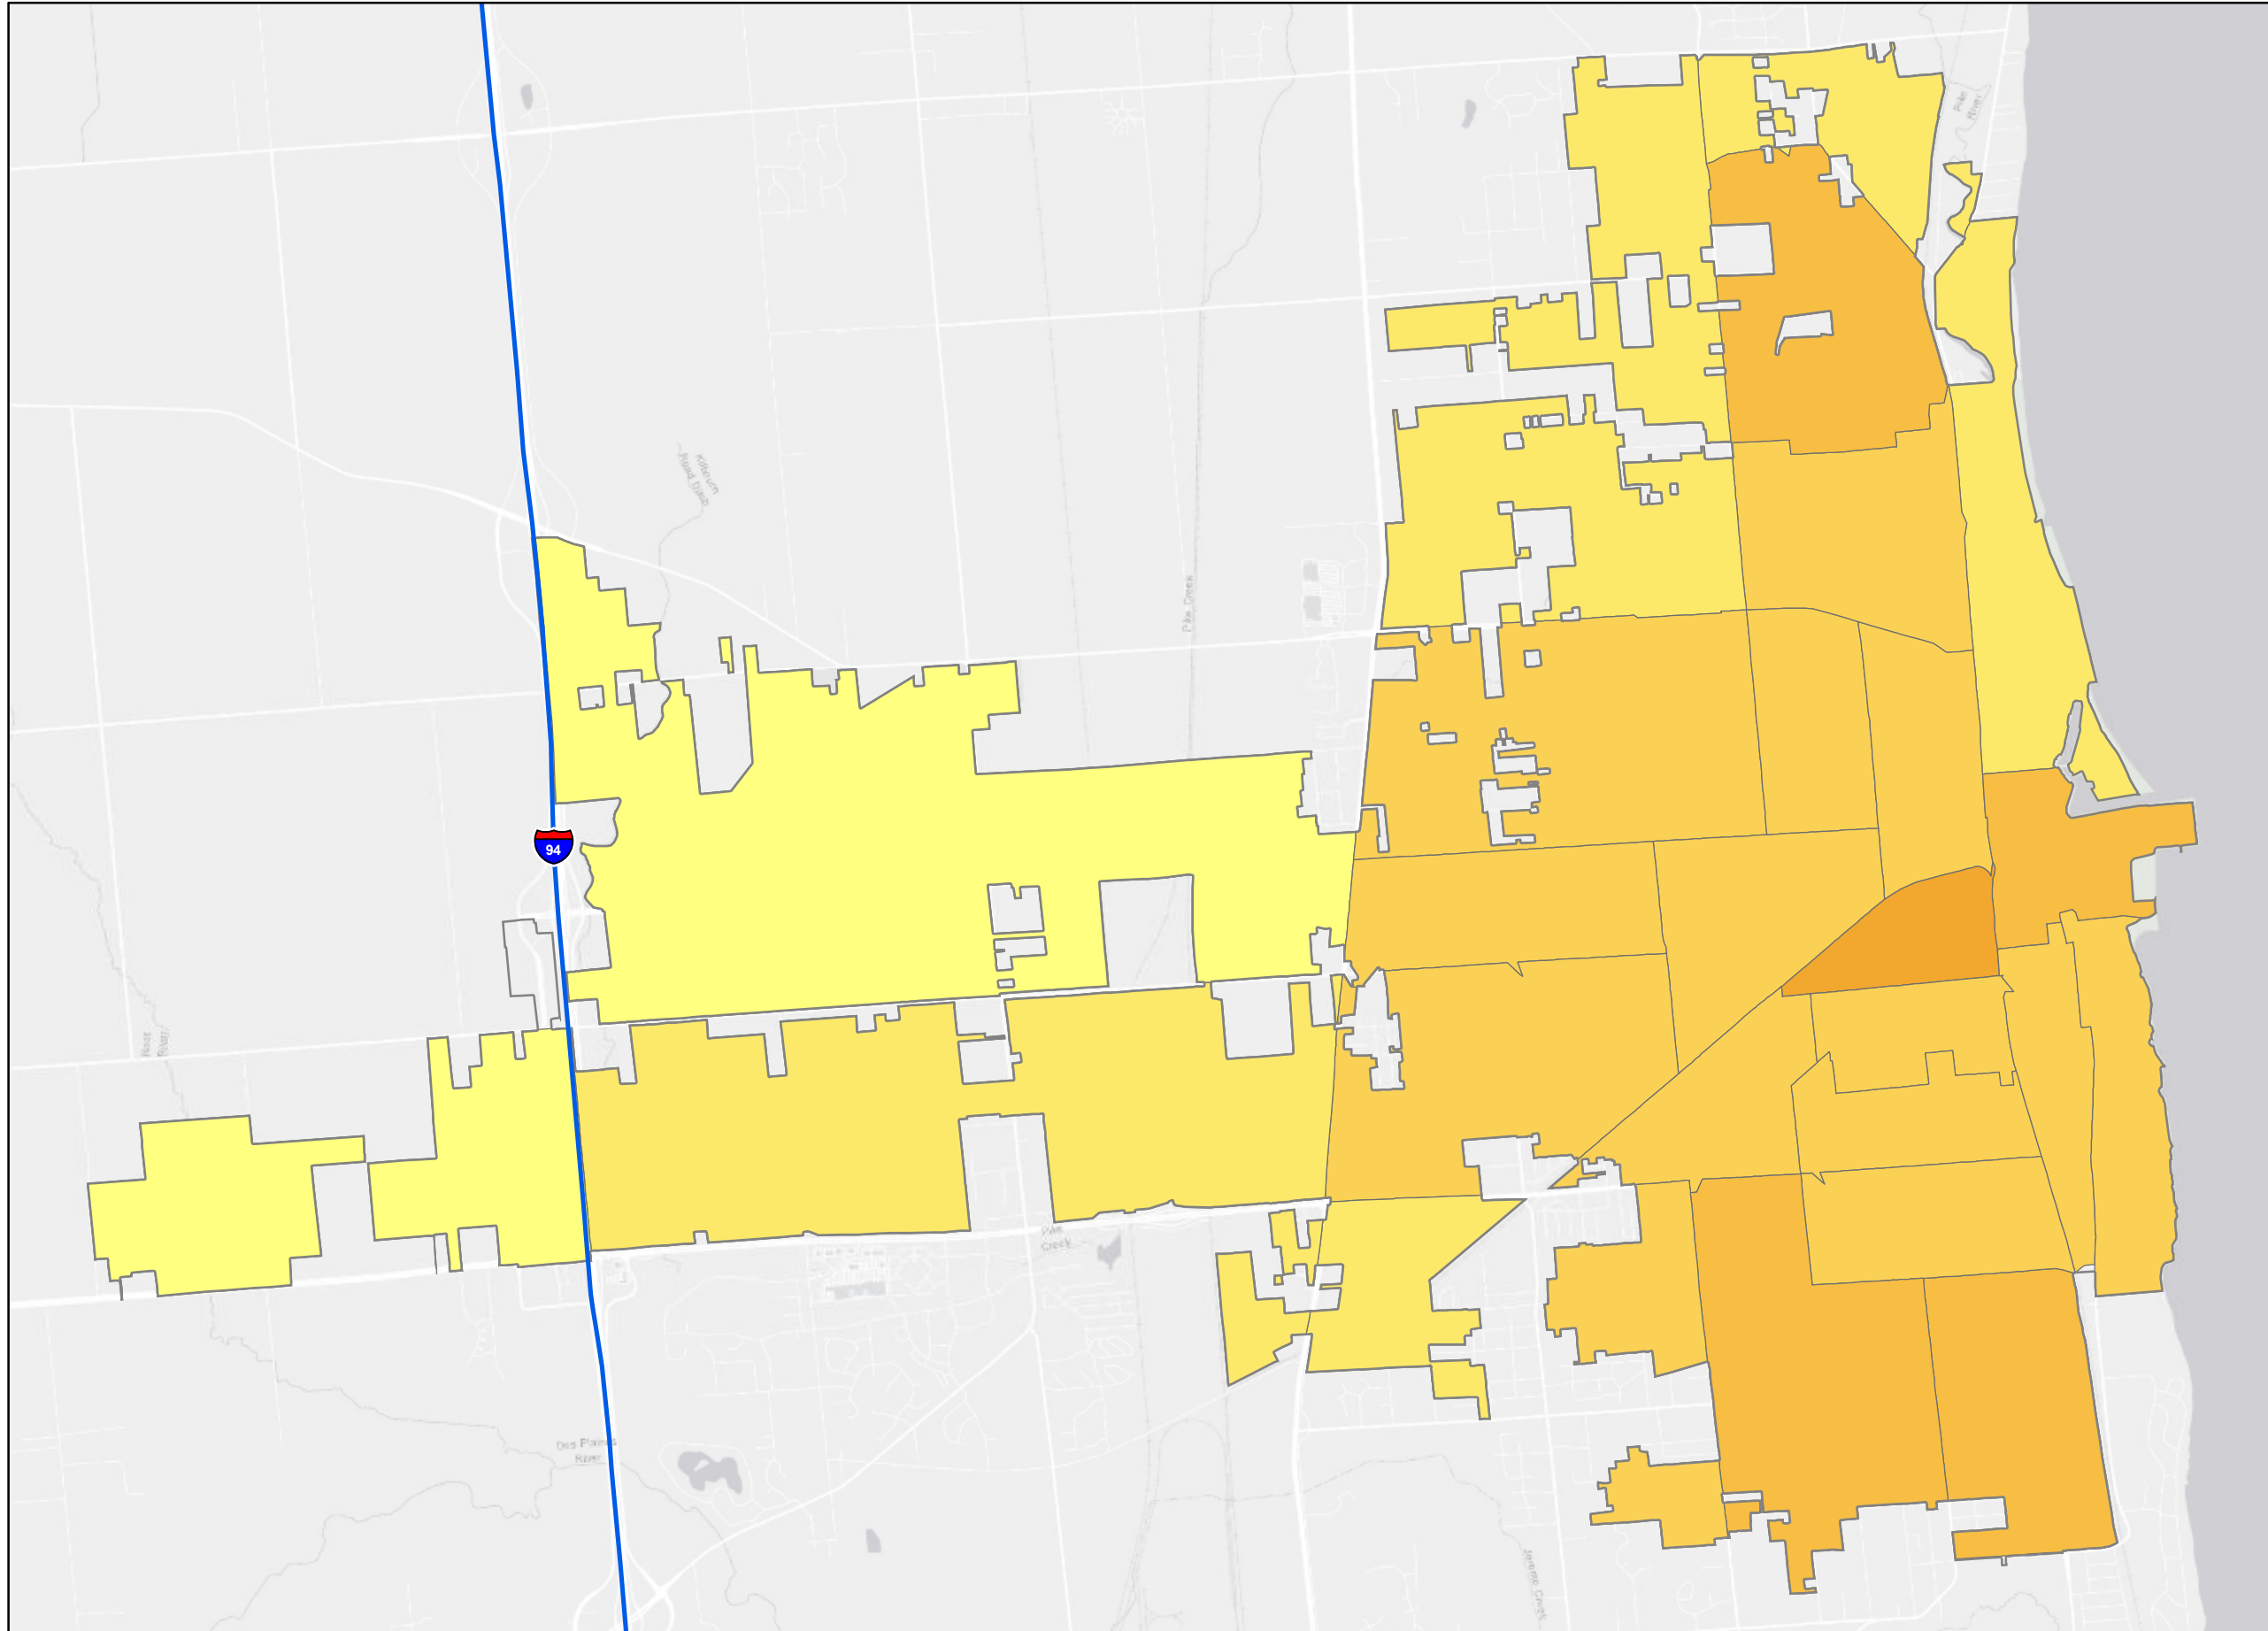 Pike
River
Kilbourn
Road Ditch
Pike Creek
94
Root
River
Pike
Creek
Des Plaines
River
Jerome Creek